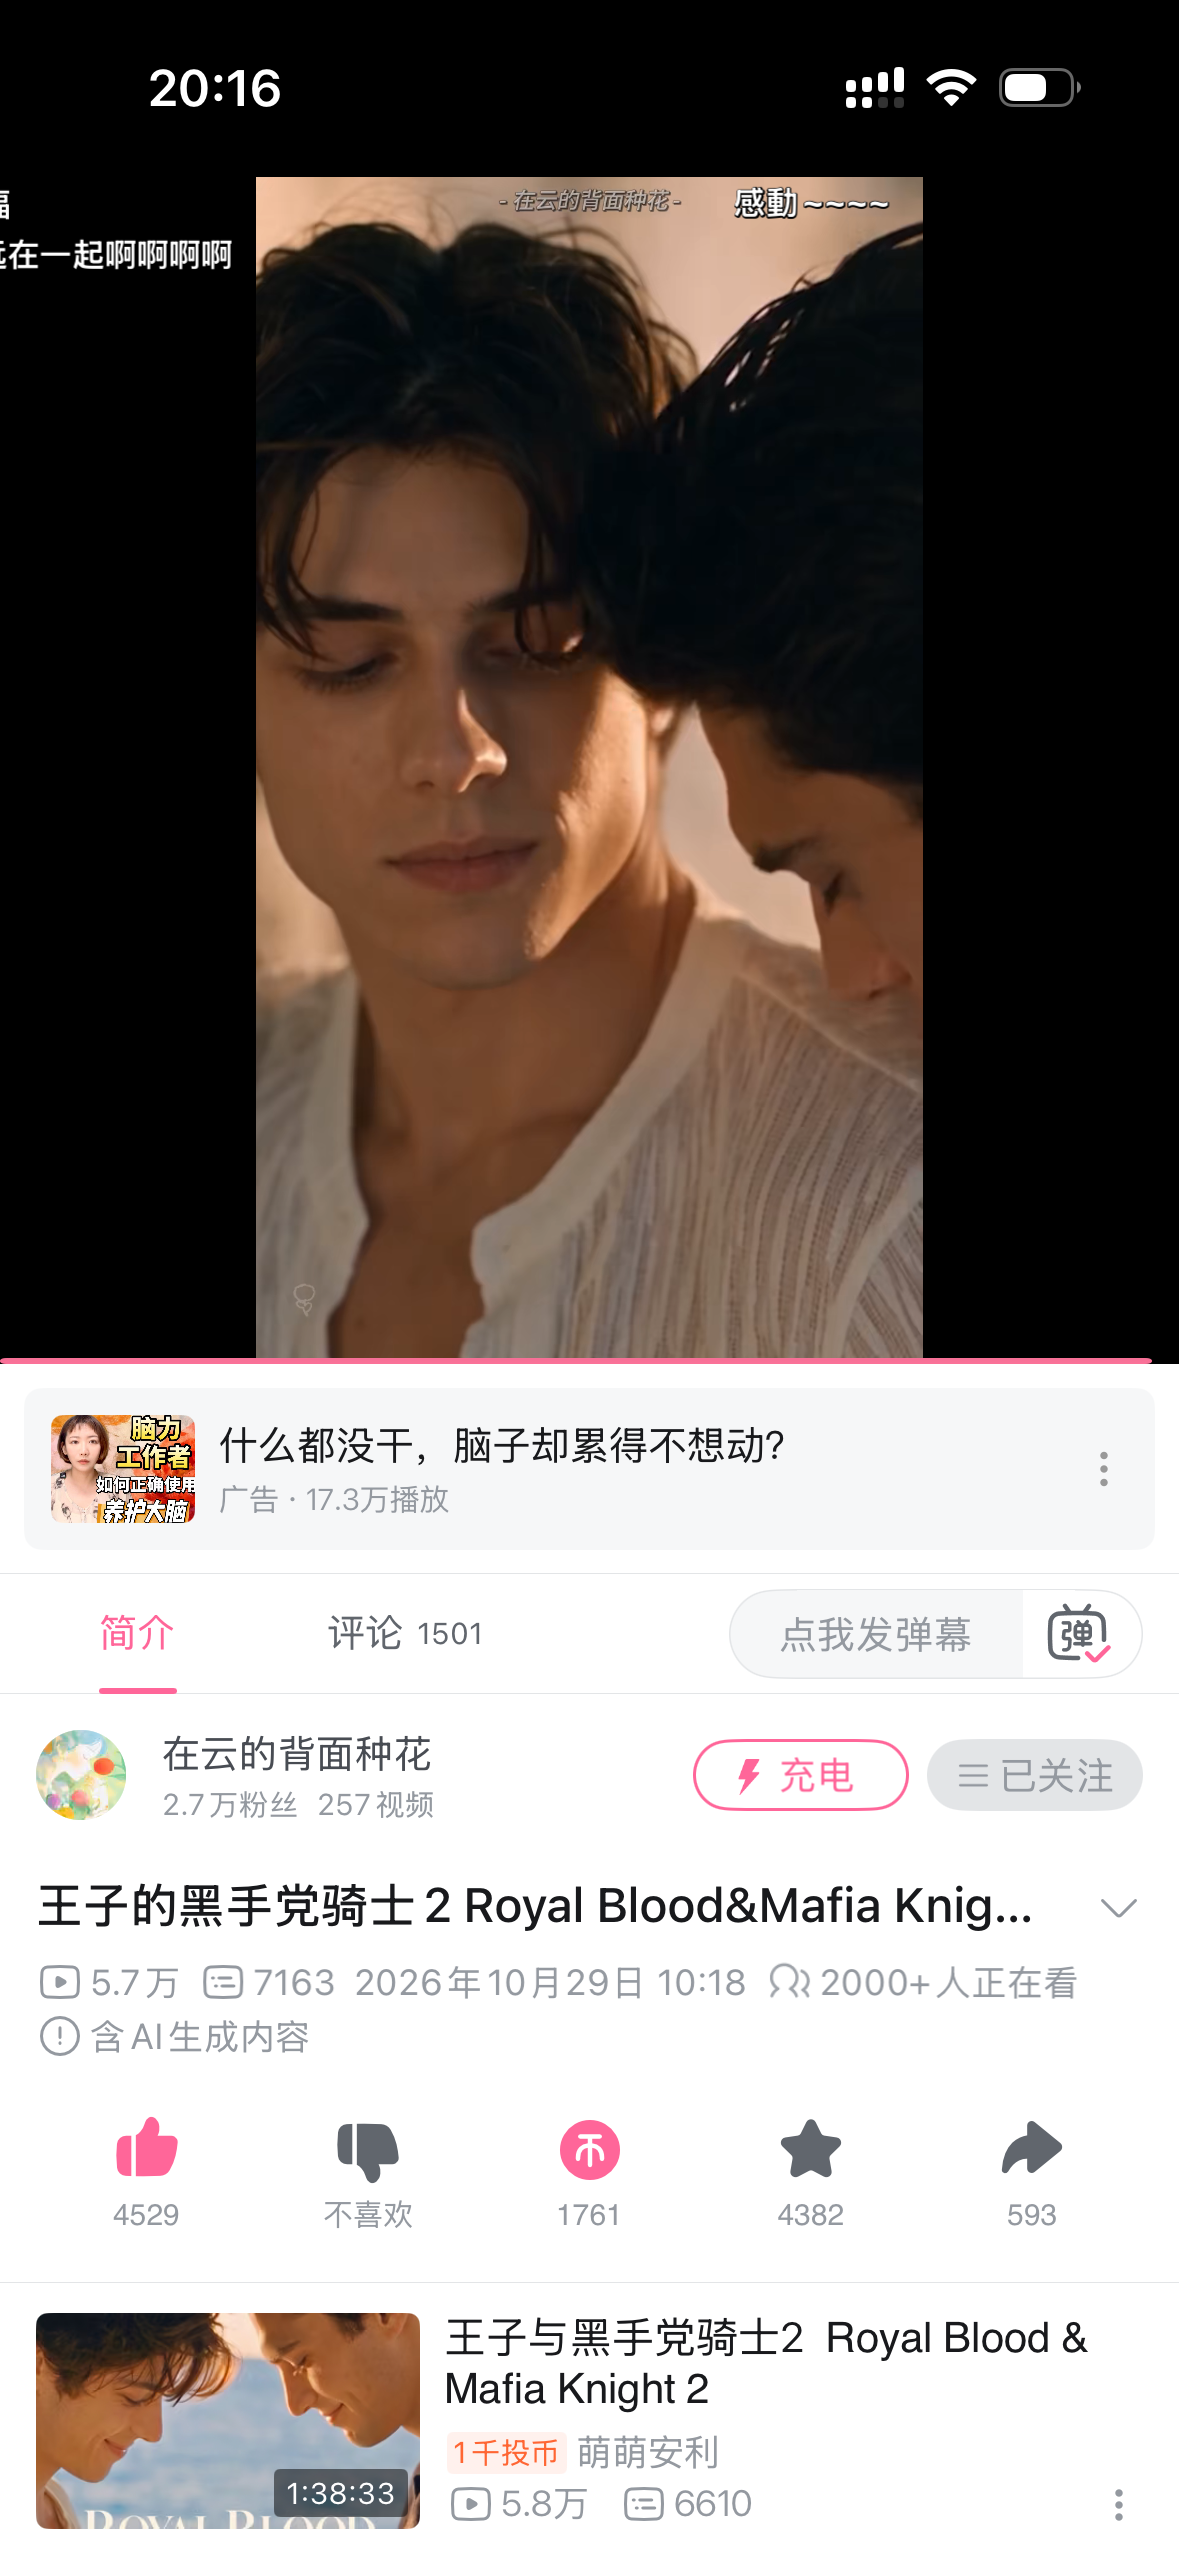 20:16
- 在云的背面种花 -
感動~~~~
在一起啊啊啊啊
脑力
工作者
如何正确使用
养护大脑
什么都没干，脑子却累得不想动？
广告 · 17.3万播放
简介
评论 1501
点我发弹幕
弹
在云的背面种花
2.7万粉丝 257视频
充电
已关注
王子的黑手党骑士2 Royal Blood&Mafia Knig...
5.7万 7163 2026年10月29日 10:18 2000+人正在看
含AI生成内容
4529
不喜欢
1761
4382
593
王子与黑手党骑士2 Royal Blood &
Mafia Knight 2
1千投币 萌萌安利
5.8万 6610
1:38:33
ROYAL BLOOD